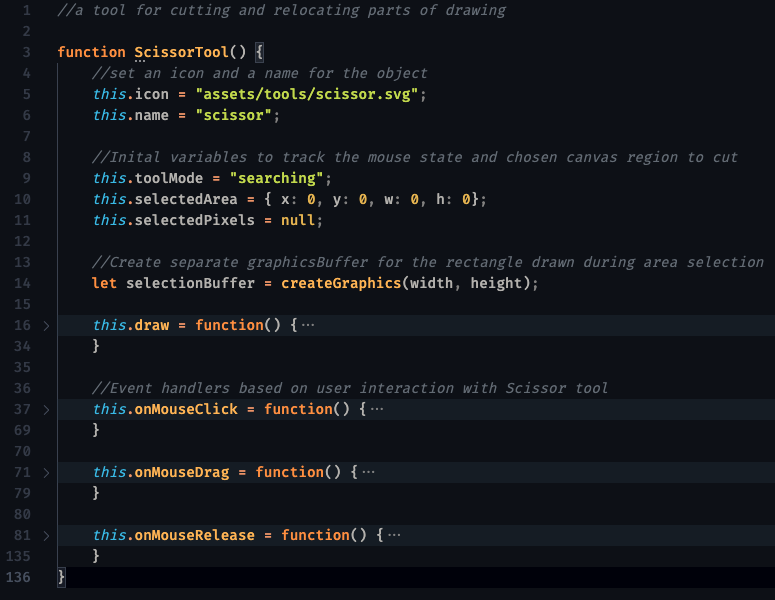 1 //a tool for cutting and relocating parts of drawing
2
3 function ScissorTool() {
4 //set an icon and a name for the object
5 this.icon = "assets/tools/scissor.svg";
6 this.name = "scissor";
7
8 //Inital variables to track the mouse state and chosen canvas region to cut
9 this.toolMode = "searching";
10 this.selectedArea = { x: 0, y: 0, w: 0, h: 0};
11 this.selectedPixels = null;
12
13 //Create separate graphicsBuffer for the rectangle drawn during area selection
14 let selectionBuffer = createGraphics(width, height);
15
16 > this.draw = function() {···
34 }
35
36 //Event handlers based on user interaction with Scissor tool
37 > this.onMouseClick = function() {···
69 }
70
71 > this.onMouseDrag = function() {···
79 }
80
81 > this.onMouseRelease = function() {···
135 }
136 }